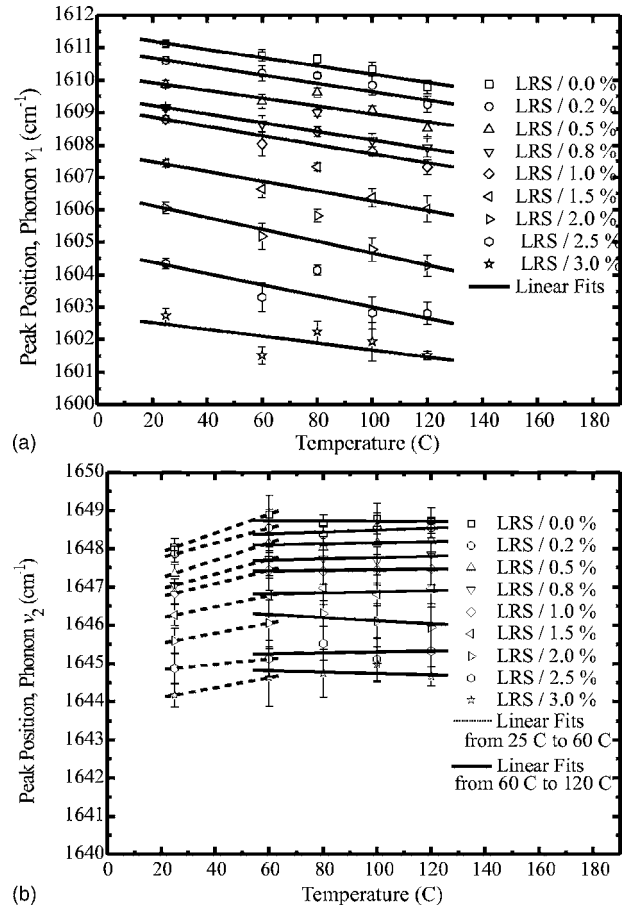 1612
1611
1610
1609
1608
1607
1606
1605
1604
1603
1602
1601
1600
Peak Position, Phonon ν₁ (cm⁻¹)
LRS / 0.0 %
LRS / 0.2 %
LRS / 0.5 %
LRS / 0.8 %
LRS / 1.0 %
LRS / 1.5 %
LRS / 2.0 %
LRS / 2.5 %
LRS / 3.0 %
Linear Fits
0 20 40 60 80 100 120 140 160 180
Temperature (C)
(a)
1650
1649
1648
1647
1646
1645
1644
1643
1642
1641
1640
Peak Position, Phonon ν₂ (cm⁻¹)
LRS / 0.0 %
LRS / 0.2 %
LRS / 0.5 %
LRS / 0.8 %
LRS / 1.0 %
LRS / 1.5 %
LRS / 2.0 %
LRS / 2.5 %
LRS / 3.0 %
Linear Fits
from 25 C to 60 C
Linear Fits
from 60 C to 120 C
0 20 40 60 80 100 120 140 160 180
Temperature (C)
(b)